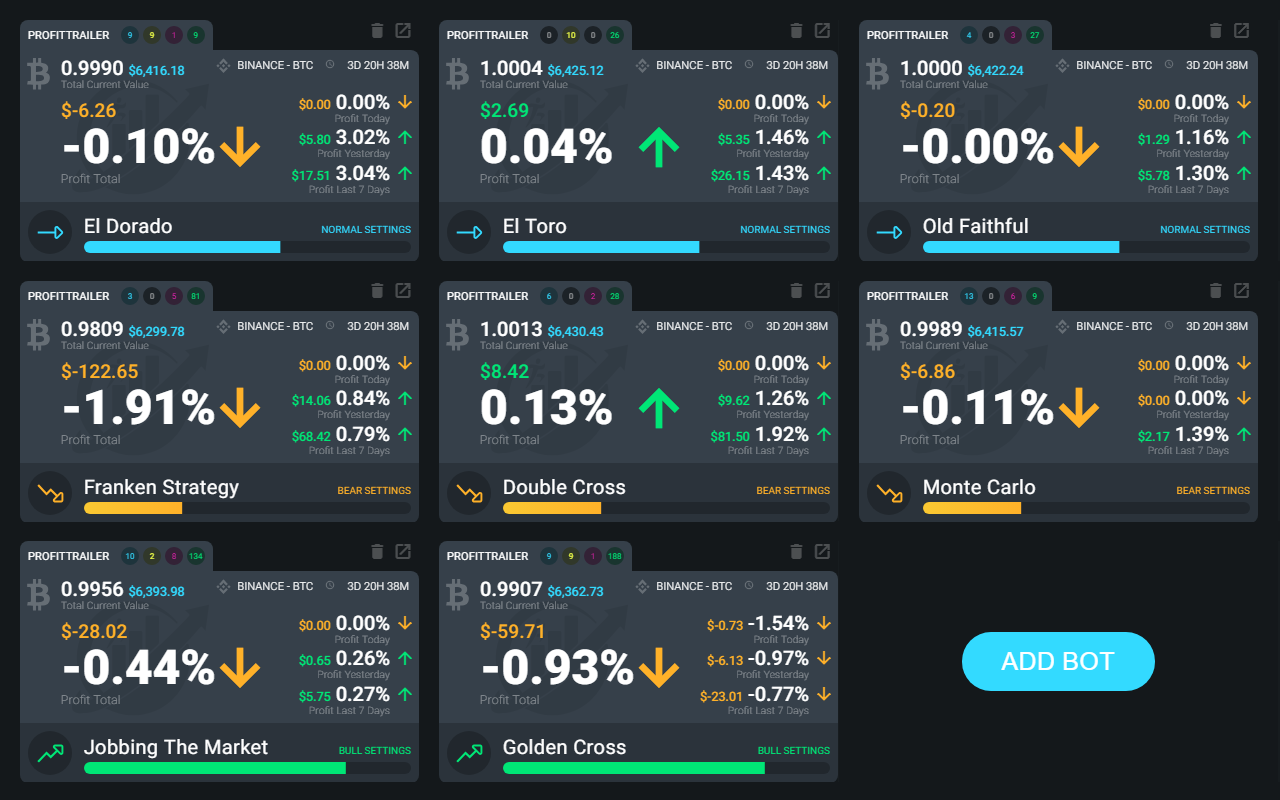 PROFITTRAILER 9 9 1 9
0.9990 $6,416.18 BINANCE - BTC 3D 20H 38M
Total Current Value
$-6.26
-0.10%
Profit Total
$0.00 0.00%
Profit Today
$5.80 3.02%
Profit Yesterday
$17.51 3.04%
Profit Last 7 Days
El Dorado NORMAL SETTINGS
PROFITTRAILER 0 10 0 26
1.0004 $6,425.12 BINANCE - BTC 3D 20H 38M
Total Current Value
$2.69
0.04%
Profit Total
$0.00 0.00%
Profit Today
$5.35 1.46%
Profit Yesterday
$26.15 1.43%
Profit Last 7 Days
El Toro NORMAL SETTINGS
PROFITTRAILER 4 0 3 27
1.0000 $6,422.24 BINANCE - BTC 3D 20H 38M
Total Current Value
$-0.20
-0.00%
Profit Total
$0.00 0.00%
Profit Today
$1.29 1.16%
Profit Yesterday
$5.78 1.30%
Profit Last 7 Days
Old Faithful NORMAL SETTINGS
PROFITTRAILER 3 0 5 81
0.9809 $6,299.78 BINANCE - BTC 3D 20H 38M
Total Current Value
$-122.65
-1.91%
Profit Total
$0.00 0.00%
Profit Today
$14.06 0.84%
Profit Yesterday
$68.42 0.79%
Profit Last 7 Days
Franken Strategy BEAR SETTINGS
PROFITTRAILER 6 0 2 28
1.0013 $6,430.43 BINANCE - BTC 3D 20H 38M
Total Current Value
$8.42
0.13%
Profit Total
$0.00 0.00%
Profit Today
$9.62 1.26%
Profit Yesterday
$81.50 1.92%
Profit Last 7 Days
Double Cross BEAR SETTINGS
PROFITTRAILER 13 0 6 9
0.9989 $6,415.57 BINANCE - BTC 3D 20H 38M
Total Current Value
$-6.86
-0.11%
Profit Total
$0.00 0.00%
Profit Today
$0.00 0.00%
Profit Yesterday
$2.17 1.39%
Profit Last 7 Days
Monte Carlo BEAR SETTINGS
PROFITTRAILER 10 2 8 134
0.9956 $6,393.98 BINANCE - BTC 3D 20H 38M
Total Current Value
$-28.02
-0.44%
Profit Total
$0.00 0.00%
Profit Today
$0.65 0.26%
Profit Yesterday
$5.75 0.27%
Profit Last 7 Days
Jobbing The Market BULL SETTINGS
PROFITTRAILER 9 9 1 188
0.9907 $6,362.73 BINANCE - BTC 3D 20H 38M
Total Current Value
$-59.71
-0.93%
Profit Total
$-0.73 -1.54%
Profit Today
$-6.13 -0.97%
Profit Yesterday
$-23.01 -0.77%
Profit Last 7 Days
Golden Cross BULL SETTINGS
ADD BOT